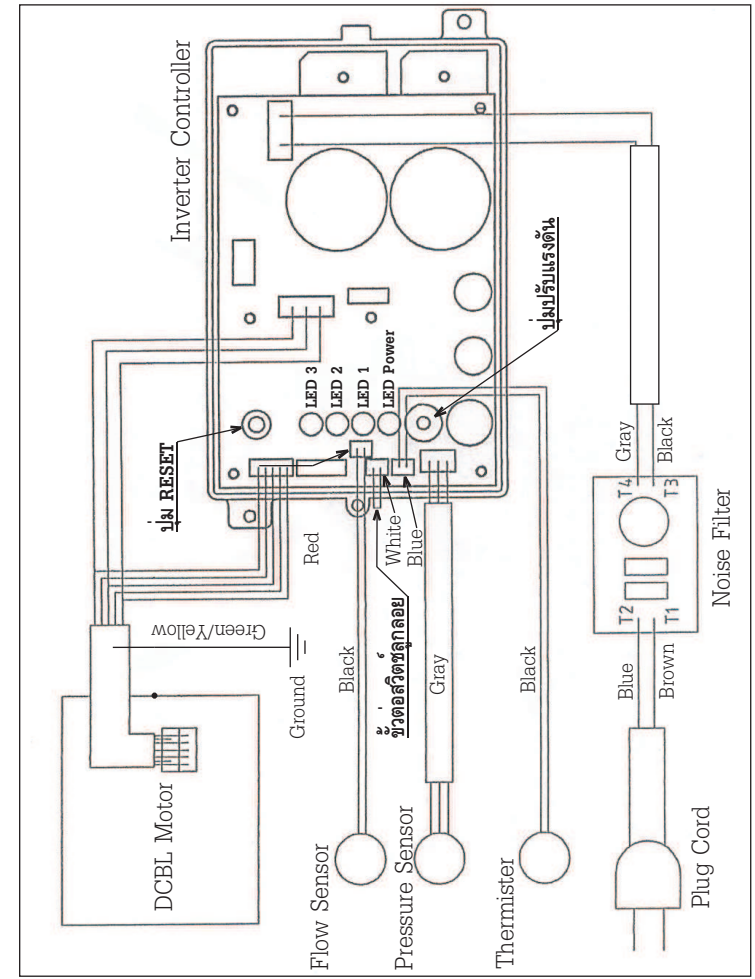 Inverter Controller
ปุ่ม RESET
LED 3
LED 2
LED 1
LED Power
ปุ่มปรับแรงดัน
Red
White
Blue
Green/Yellow
Ground
DCBL Motor
Black
ขั้วต่อสวิตช์ลูกลอย
Gray
Black
Flow Sensor
Pressure Sensor
Thermister
Gray
Black
T4
T3
T2
T1
Noise Filter
Blue
Brown
Plug Cord